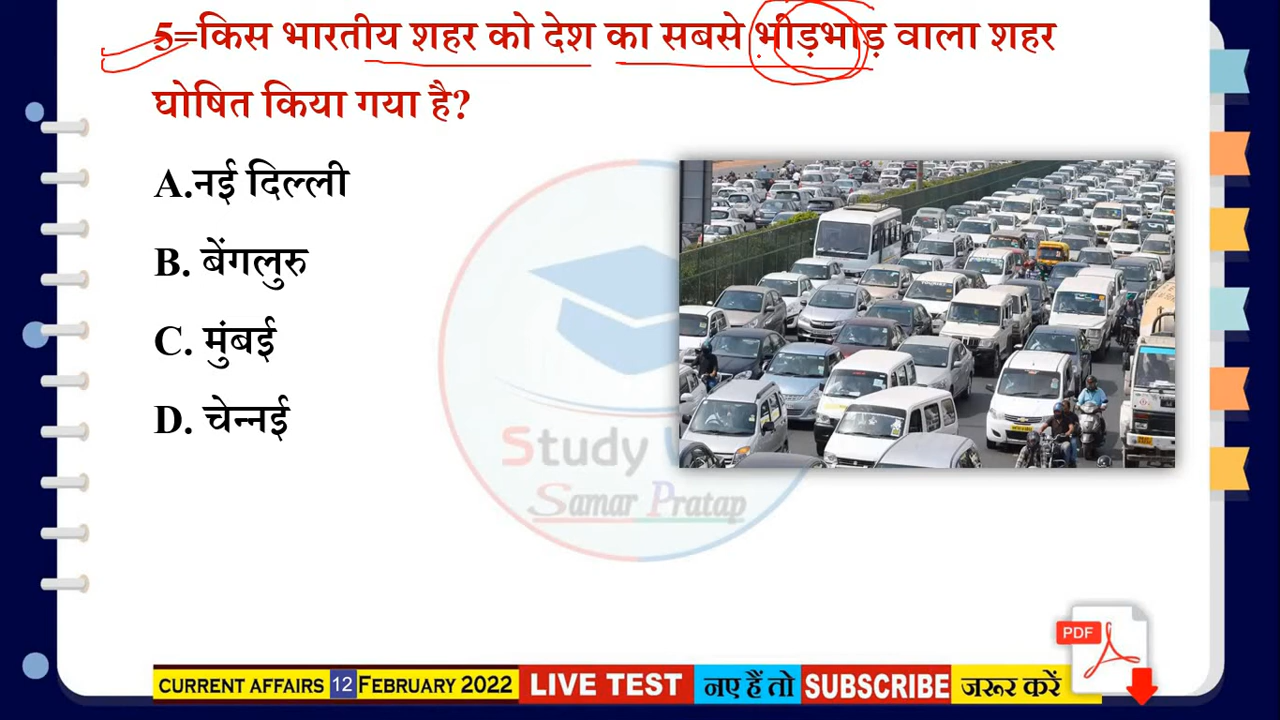 5=किस भारतीय शहर को देश का सबसे भीड़भाड़ वाला शहर
घोषित किया गया है?
A.नई दिल्ली
B. बेंगलुरु
C. मुंबई
D. चेन्नई
Study
Samar Pratap
PDF
CURRENT AFFAIRS 12 FEBRUARY 2022 LIVE TEST नए हैं तो SUBSCRIBE जरूर करें